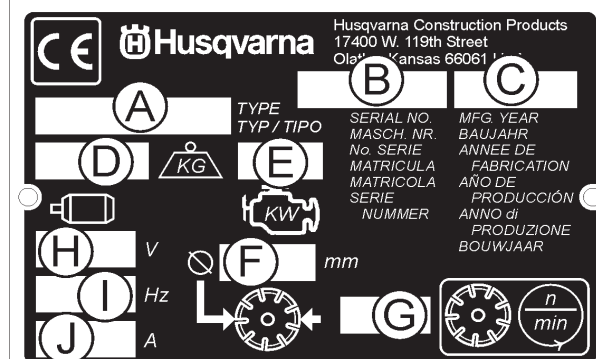 CE
Husqvarna
Husqvarna Construction Products
17400 W. 119th Street
Kansas 66061
A
B
C
TYPE
TYP / TIPO
SERIAL NO.
MASCH. NR.
No. SERIE
MATRICULA
MATRICOLA
SERIE
NUMMER
MFG. YEAR
BAUJAHR
ANNEE DE
FABRICATION
AÑO DE
PRODUCCIÓN
ANNO di
PRODUZIONE
BOUWJAAR
D
KG
E
KW
H
V
F
mm
I
Hz
G
n
min
J
A